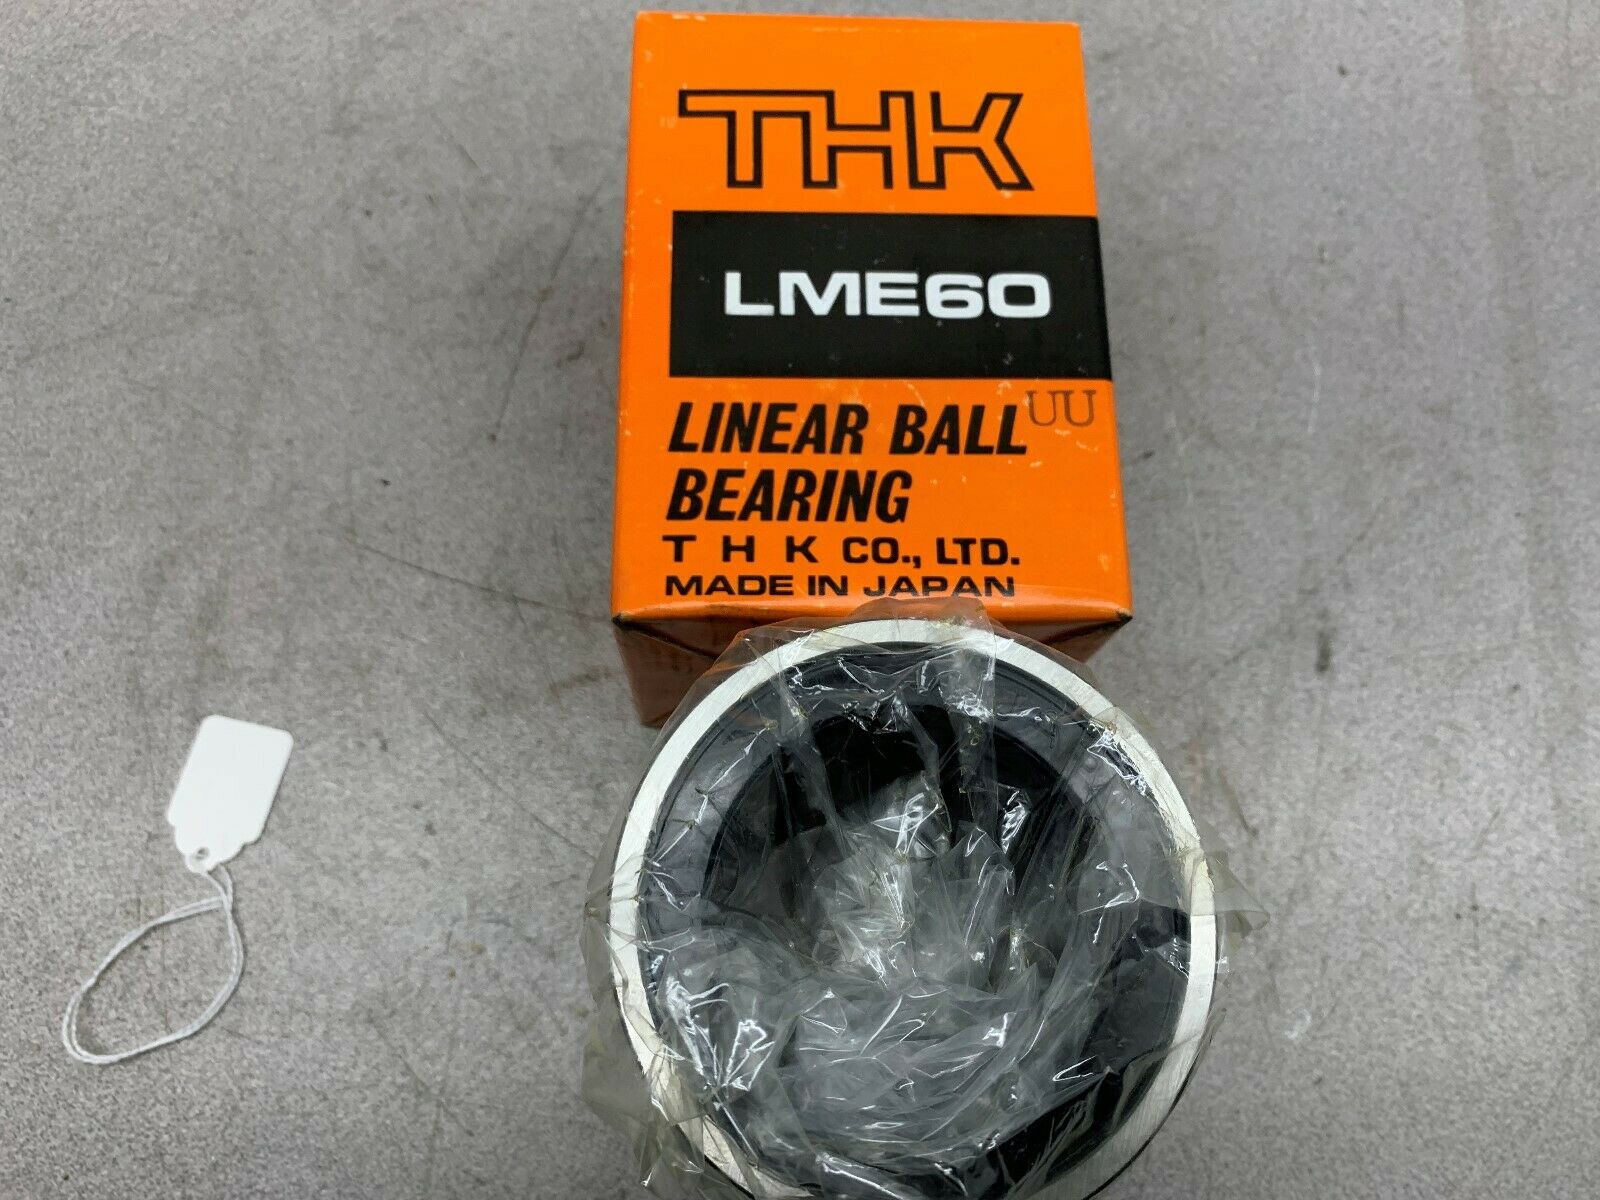 THK
LME60
UU
LINEAR BALL
BEARING
T H K CO., LTD.
MADE IN JAPAN